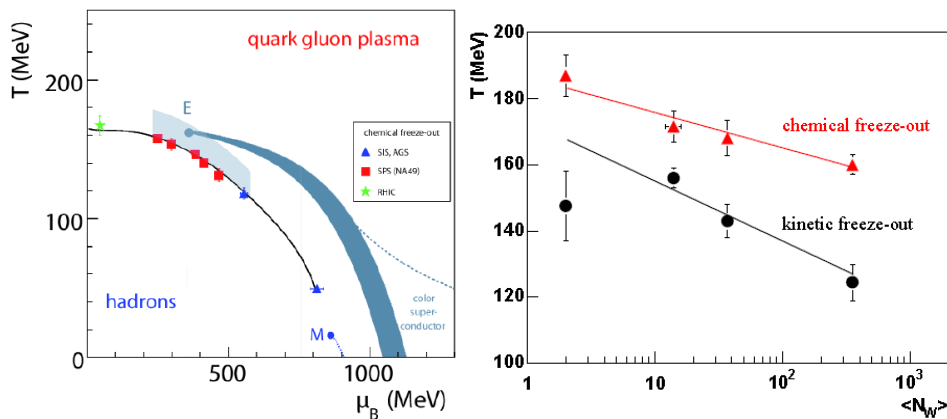 T (MeV)
200
100
0
quark gluon plasma
E
chemical freeze-out
SIS, AGS
SPS (NA49)
RHIC
hadrons
M
color
super-
conductor
500
1000
μB (MeV)
T (MeV)
200
180
160
140
120
100
chemical freeze-out
kinetic freeze-out
1
10
10²
10³
<NW>